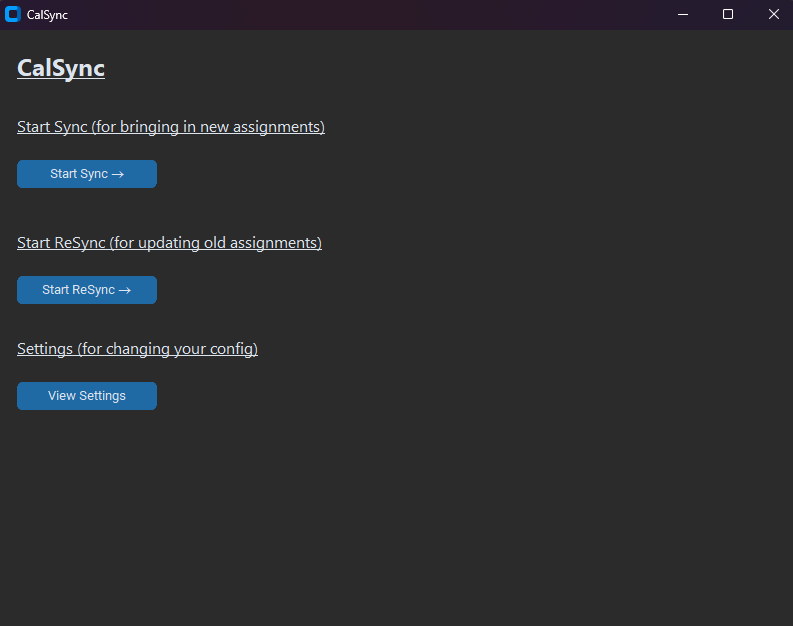 CalSync
CalSync
Start Sync (for bringing in new assignments)
Start Sync →
Start ReSync (for updating old assignments)
Start ReSync →
Settings (for changing your config)
View Settings